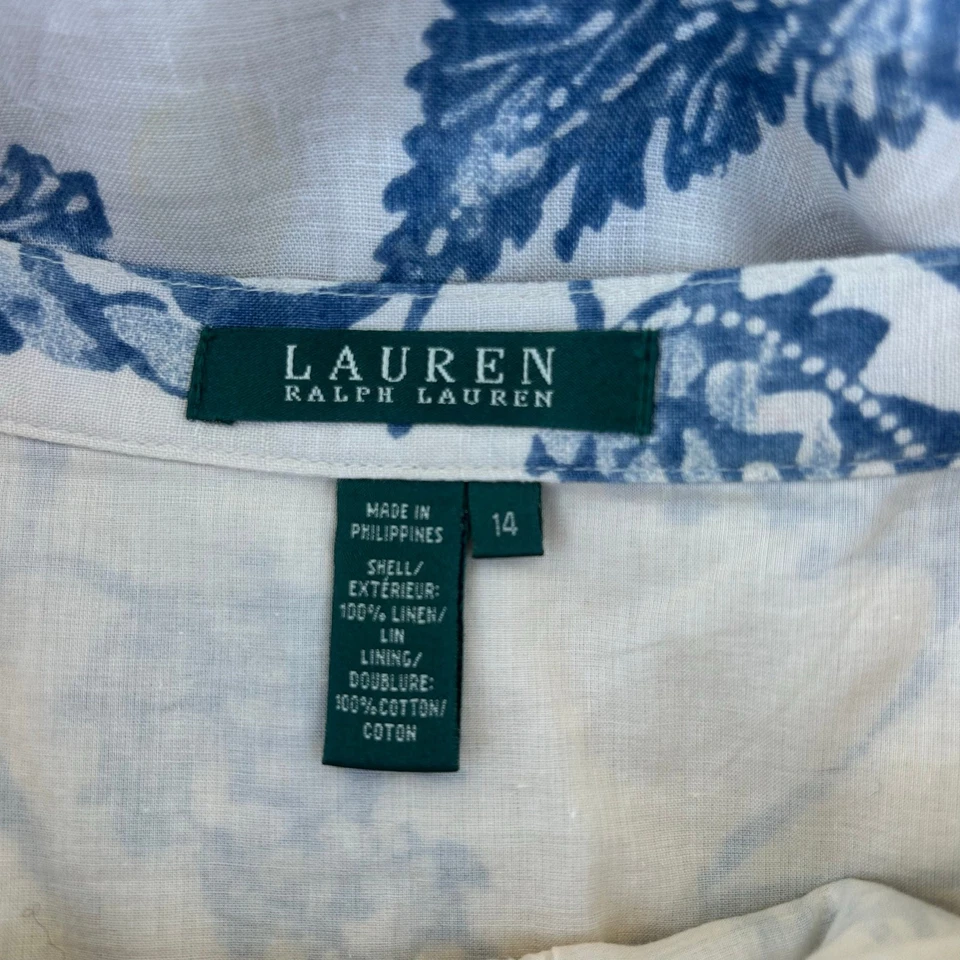 LAUREN
RALPH LAUREN
MADE IN
PHILIPPINES
14
SHELL/
EXTÉRIEUR:
100% LINEN/
LIN
LINING/
DOUBLURE:
100%COTTON/
COTON